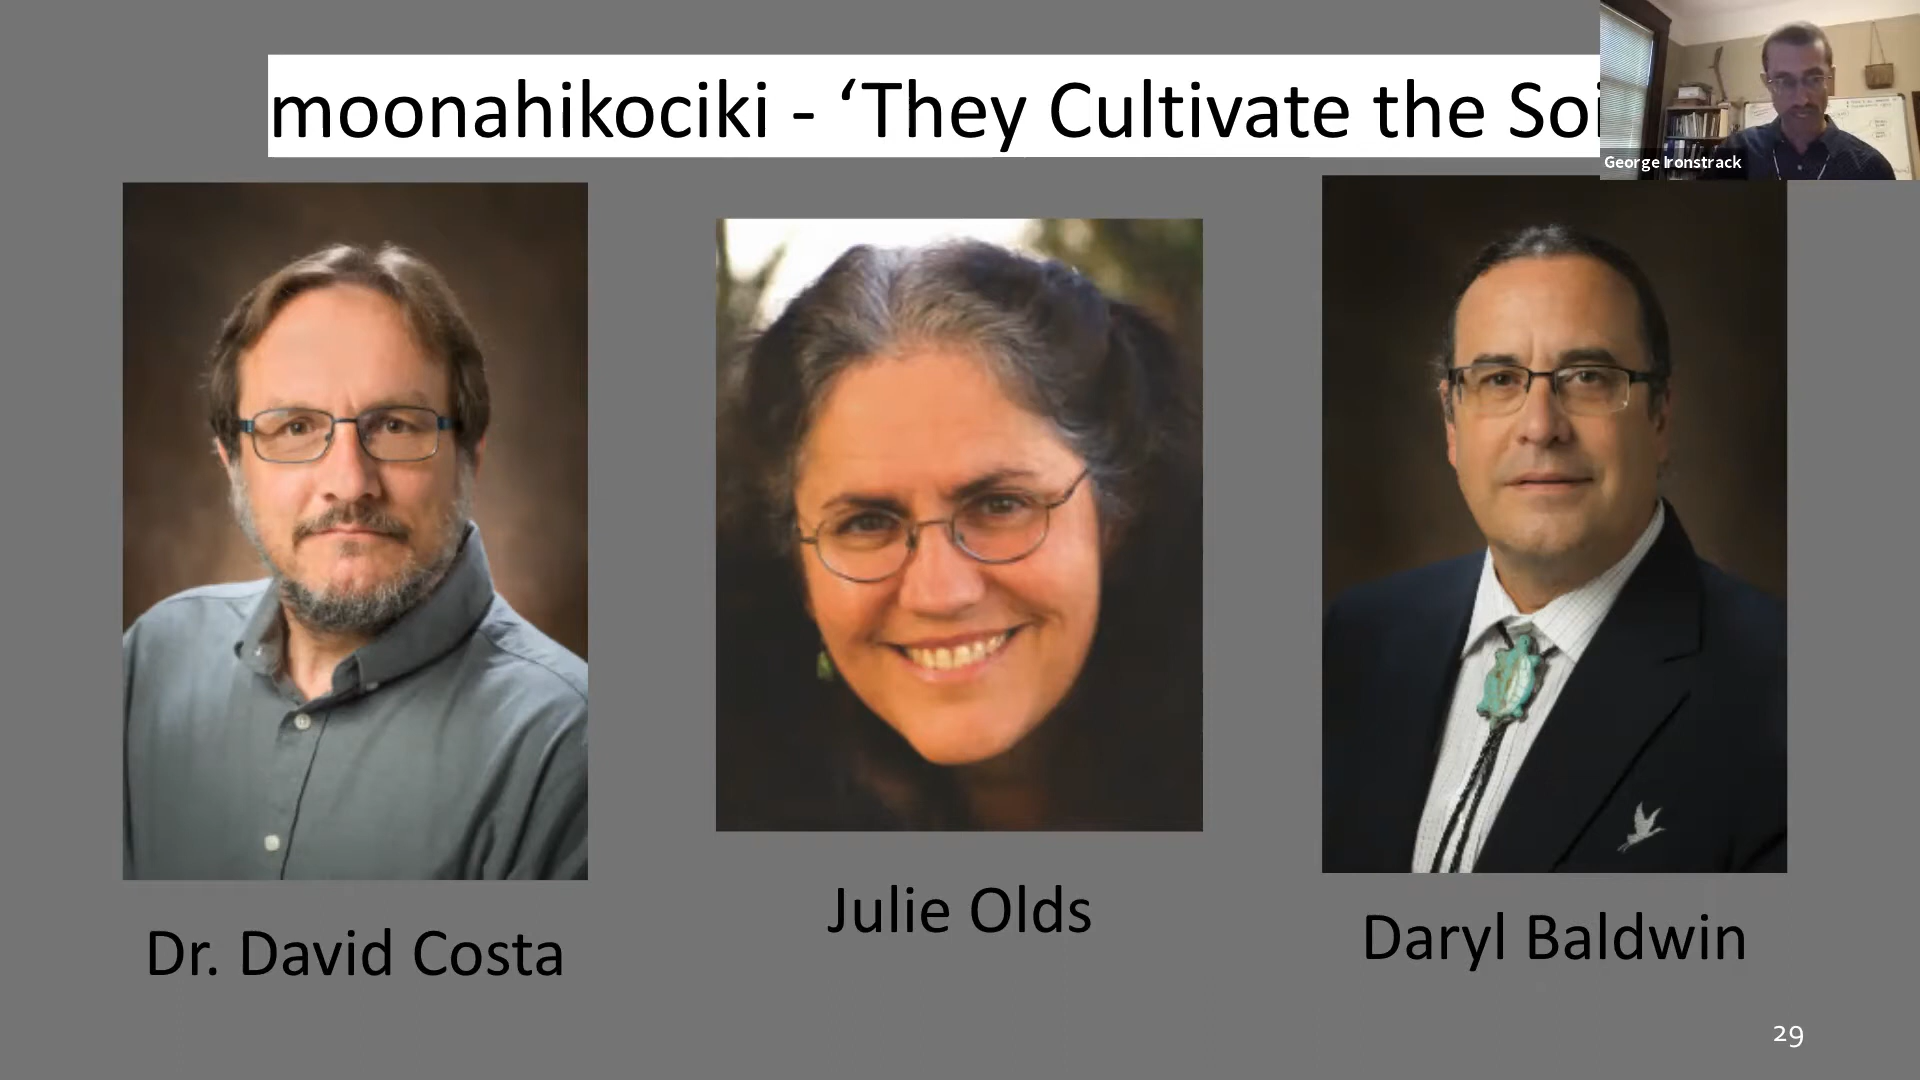 moonahikociki - ‘They Cultivate the Soi
George Ironstrack
Julie Olds
Dr. David Costa
Daryl Baldwin
29